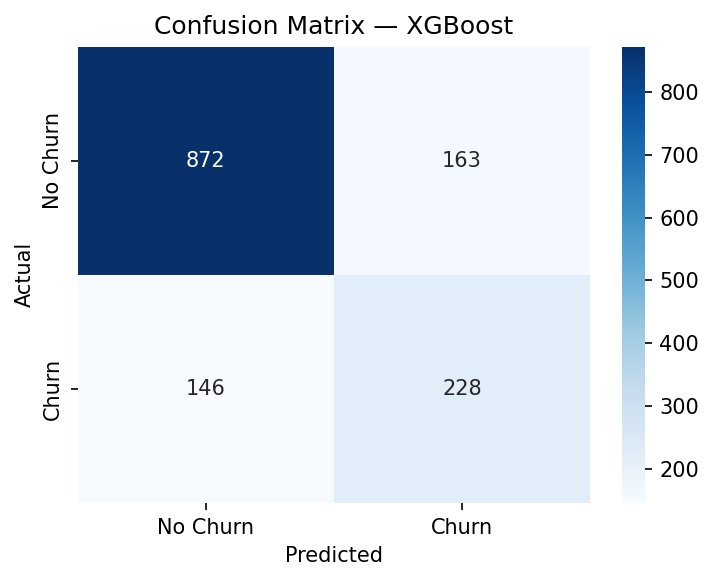 Confusion Matrix — XGBoost
Actual
No Churn
872
163
Churn
146
228
No Churn
Churn
Predicted
800
700
600
500
400
300
200